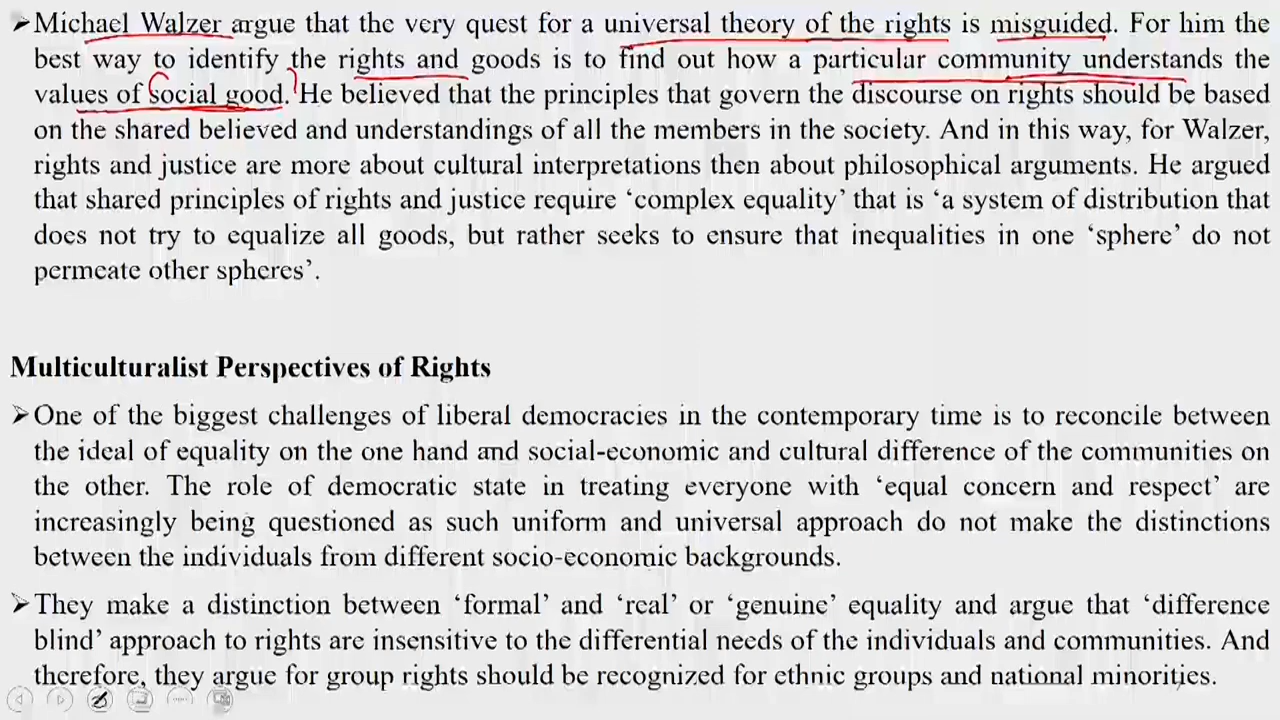 ➢Michael Walzer argue that the very quest for a universal theory of the rights is misguided. For him the
best way to identify the rights and goods is to find out how a particular community understands the
values of social good. He believed that the principles that govern the discourse on rights should be based
on the shared believed and understandings of all the members in the society. And in this way, for Walzer,
rights and justice are more about cultural interpretations then about philosophical arguments. He argued
that shared principles of rights and justice require ‘complex equality’ that is ‘a system of distribution that
does not try to equalize all goods, but rather seeks to ensure that inequalities in one ‘sphere’ do not
permeate other spheres’.
Multiculturalist Perspectives of Rights
➢One of the biggest challenges of liberal democracies in the contemporary time is to reconcile between
the ideal of equality on the one hand and social-economic and cultural difference of the communities on
the other. The role of democratic state in treating everyone with ‘equal concern and respect’ are
increasingly being questioned as such uniform and universal approach do not make the distinctions
between the individuals from different socio-economic backgrounds.
➢They make a distinction between ‘formal’ and ‘real’ or ‘genuine’ equality and argue that ‘difference
blind’ approach to rights are insensitive to the differential needs of the individuals and communities. And
therefore, they argue for group rights should be recognized for ethnic groups and national minorities.